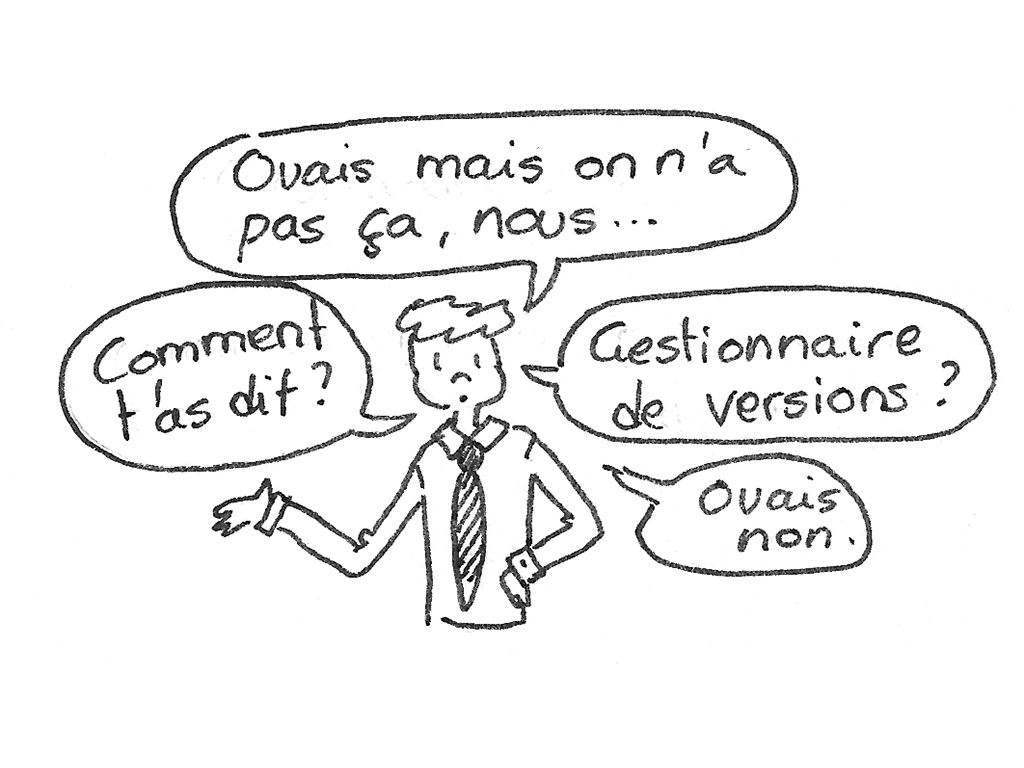 Ouais mais on n'a
pas ça, nous...
Comment
t'as dit ?
Gestionnaire
de versions ?
Ouais
non.